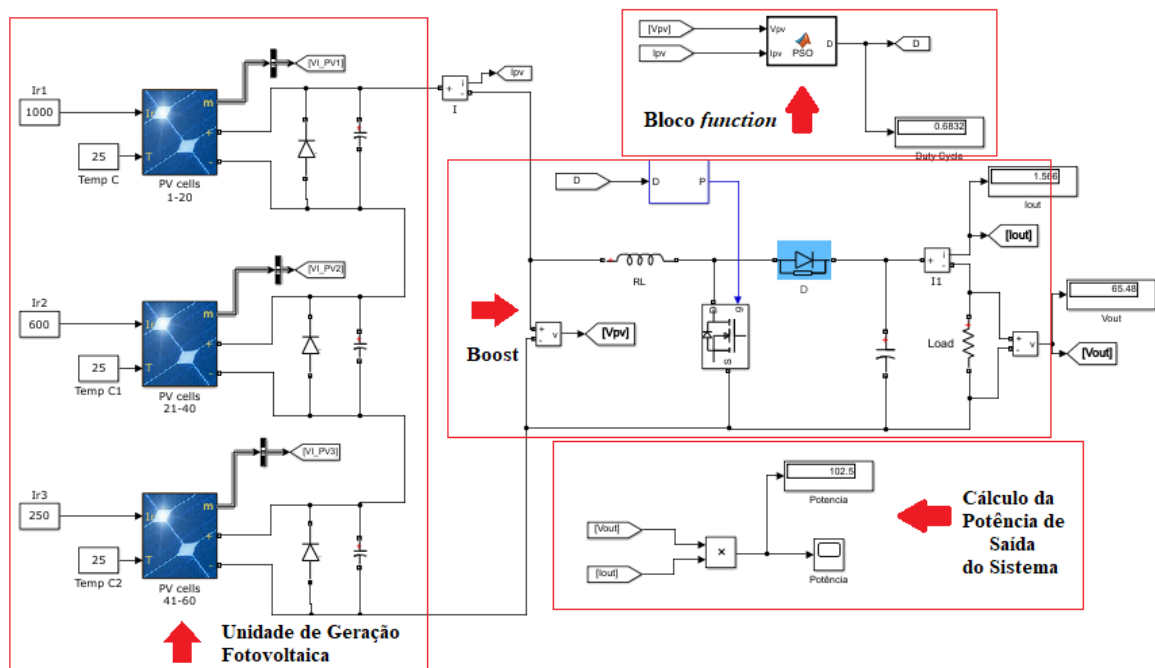 Ir1
1000
Ir
T
m
+
-
25
Temp C
PV cells
1-20
[VI_PV1]
Ir2
600
Ir
T
m
+
-
25
Temp C1
PV cells
21-40
[VI_PV2]
Ir3
250
Ir
T
m
+
-
25
Temp C2
PV cells
41-60
[VI_PV3]
Unidade de Geração
Fotovoltaica
+
-
i
I
Ipv
[Vpv]
Ipv
Vpv
Ipv
D
PSO
D
0.6832
Duty Cycle
Bloco function
D
D
P
RL
D
g
D
S
+
-
v
[Vpv]
Boost
+
-
i
I1
1.566
Iout
[Iout]
Load
+
-
v
65.48
Vout
[Vout]
[Vout]
[Iout]
×
102.5
Potencia
Potência
Cálculo da
Potência de
Saída
do Sistema